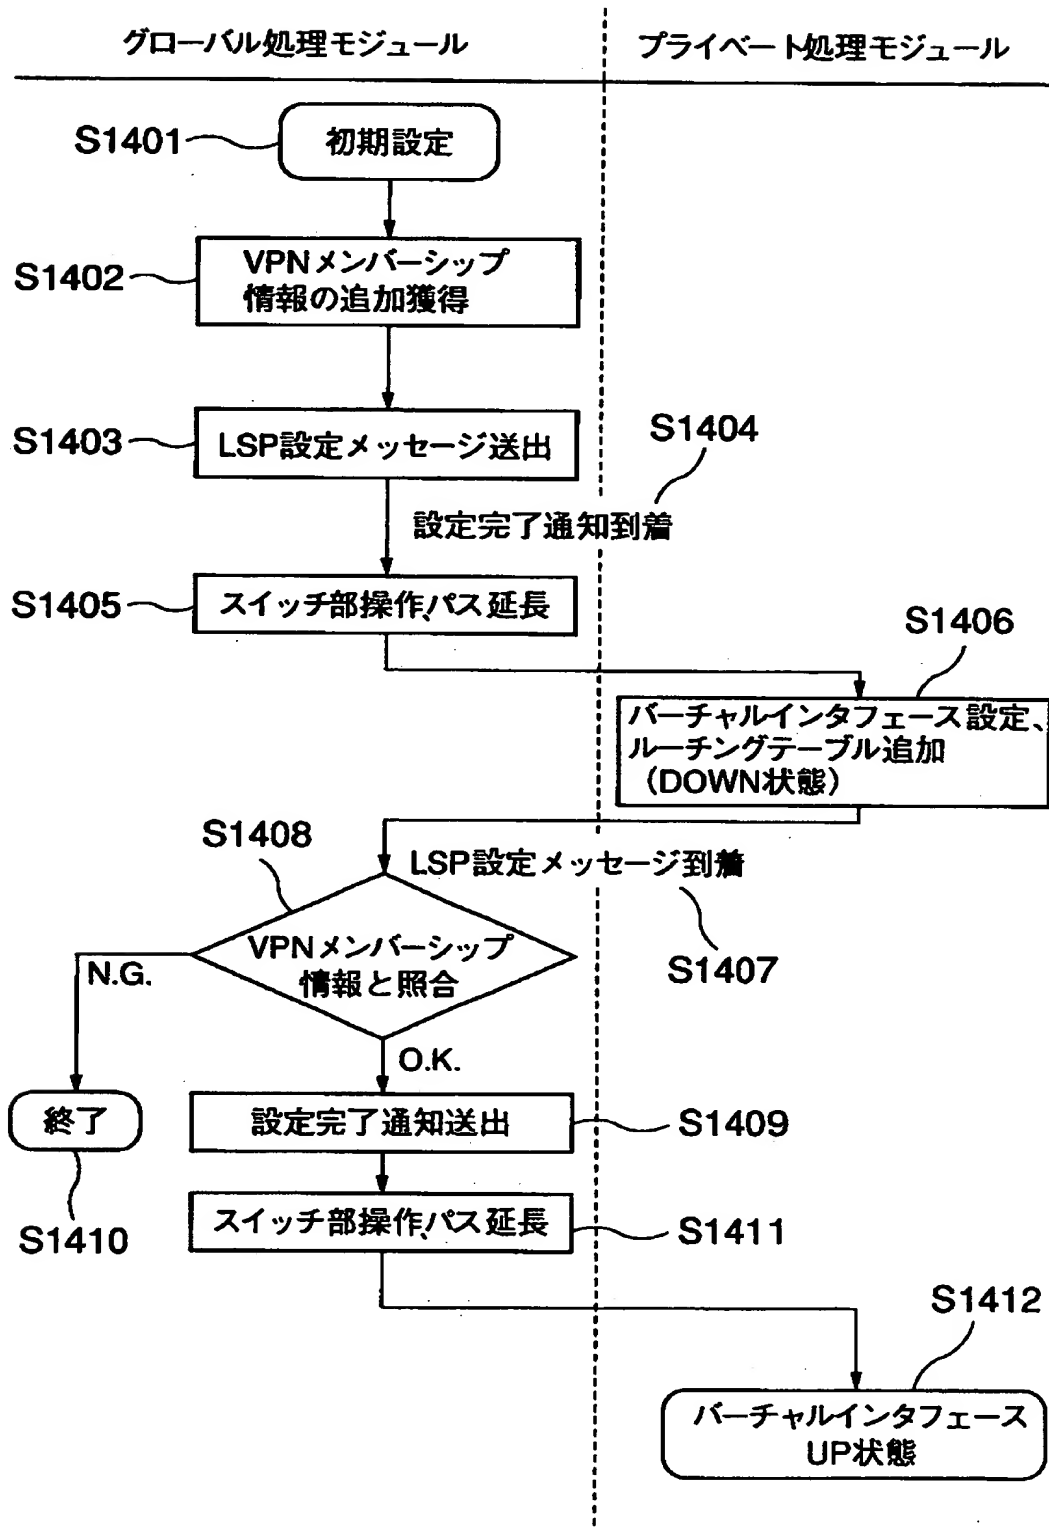 グローバル処理モジュール
プライベート処理モジュール
S1401
初期設定
S1402
VPNメンバーシップ
情報の追加獲得
S1403
LSP設定メッセージ送出
S1404
設定完了通知到着
S1405
スイッチ部操作、パス延長
S1406
バーチャルインタフェース設定、
ルーチングテーブル追加
(DOWN状態)
S1408
LSP設定メッセージ到着
S1407
VPNメンバーシップ
情報と照合
N.G.
O.K.
終了
S1410
設定完了通知送出
S1409
スイッチ部操作、パス延長
S1411
S1412
バーチャルインタフェース
UP状態